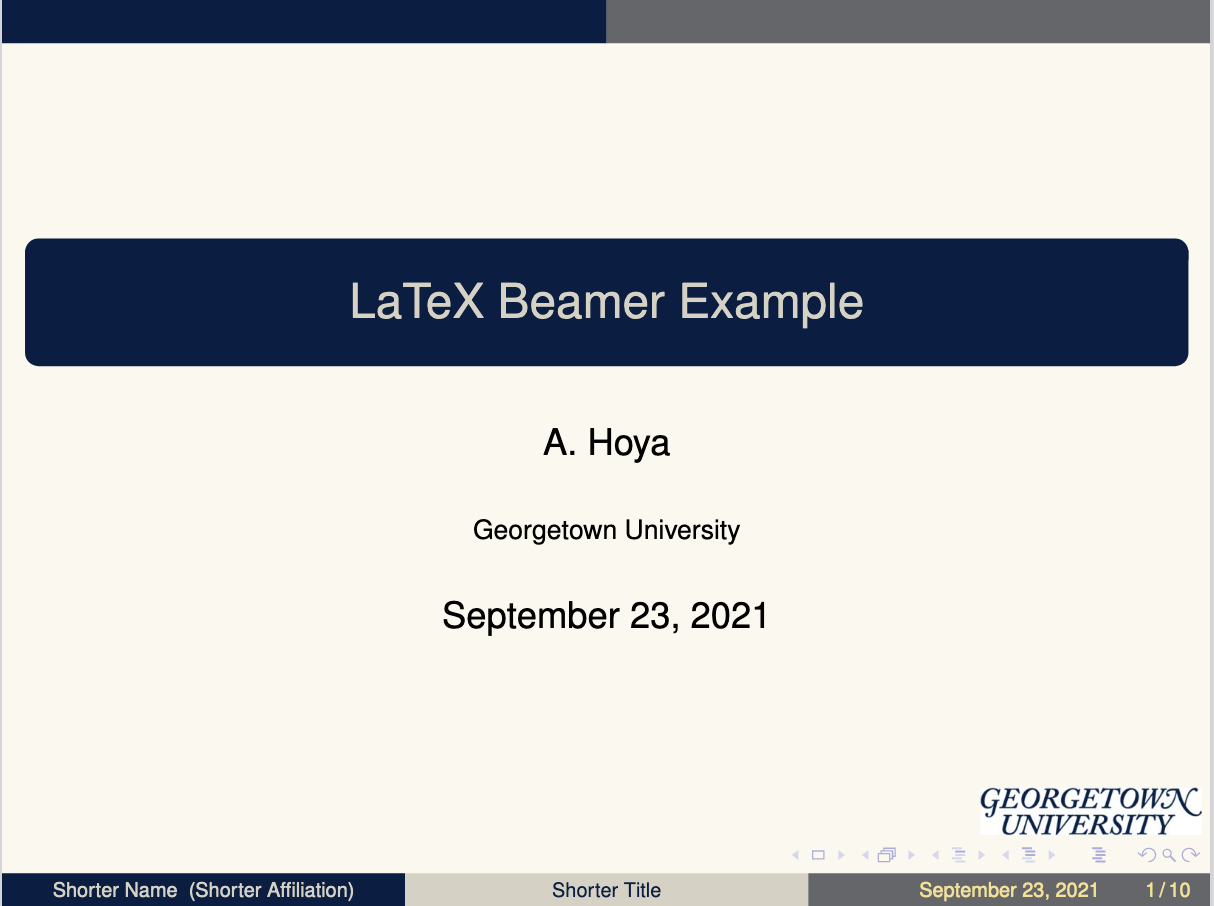 LaTeX Beamer Example
A. Hoya
Georgetown University
September 23, 2021
GEORGETOWN
UNIVERSITY
Shorter Name (Shorter Affiliation) Shorter Title September 23, 2021 1 / 10